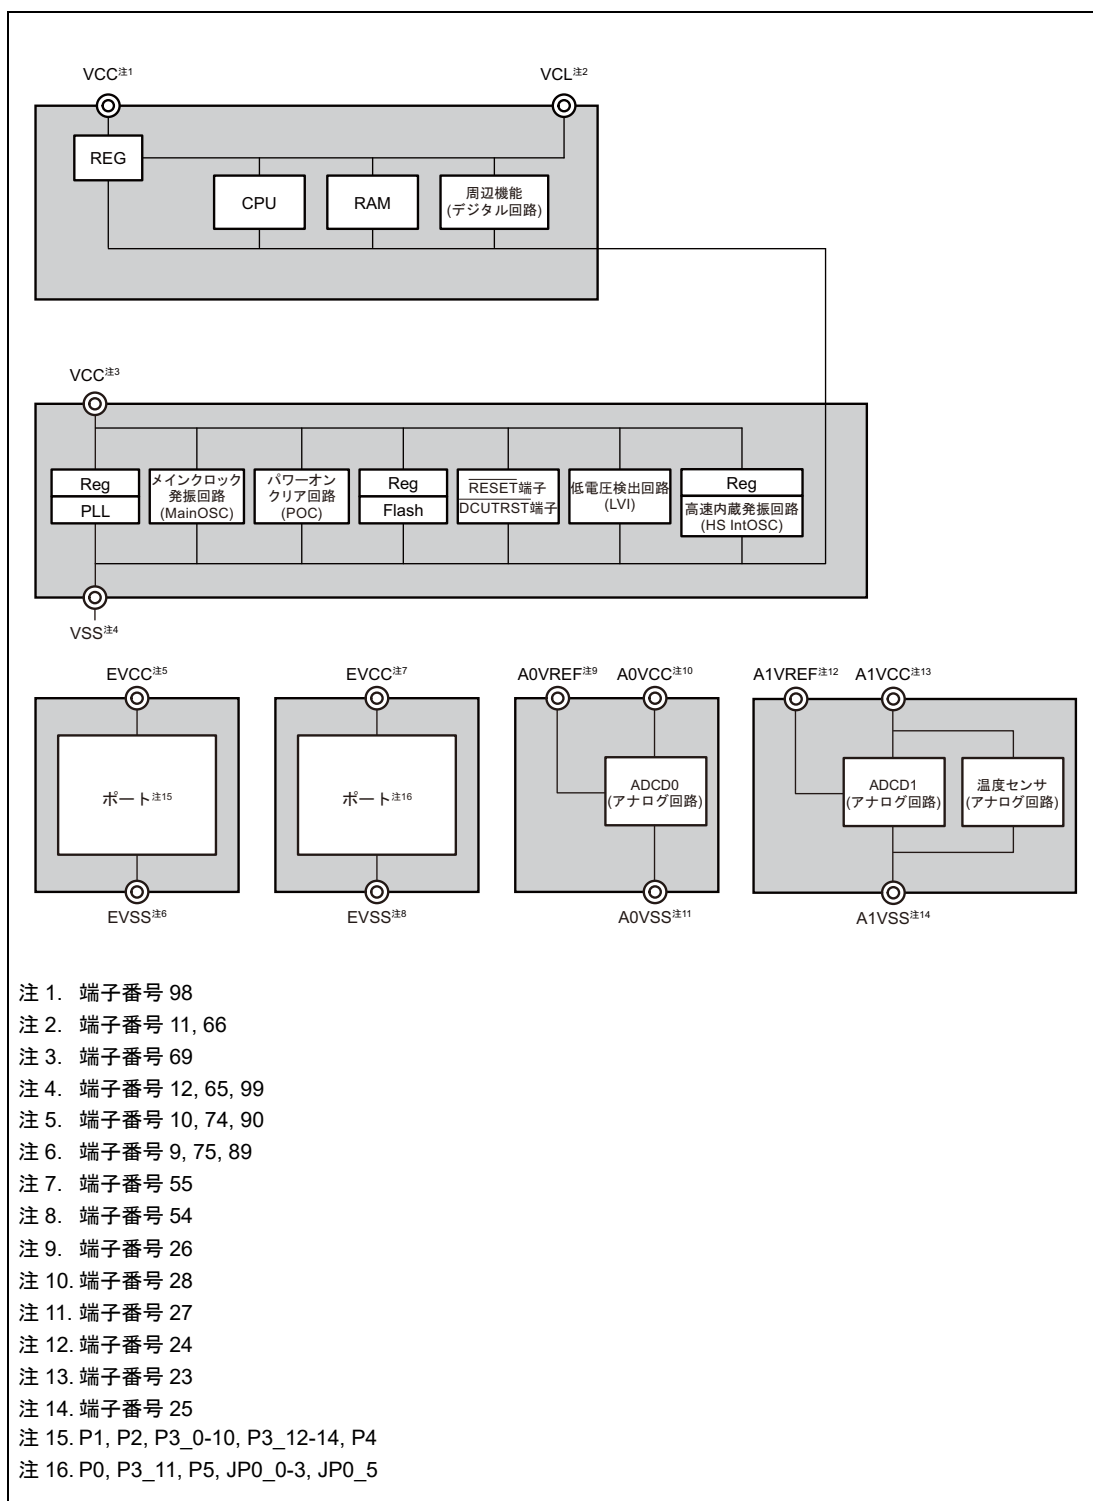 VCC注1
VCL注2
REG
CPU
RAM
周辺機能
(デジタル回路)
VCC注3
Reg
PLL
メインクロック
発振回路
(MainOSC)
パワーオン
クリア回路
(POC)
Reg
Flash
RESET端子
DCUTRST端子
低電圧検出回路
(LVI)
Reg
高速内蔵発振回路
(HS IntOSC)
VSS注4
EVCC注5
EVCC注7
A0VREF注9
A0VCC注10
A1VREF注12
A1VCC注13
ポート注15
ポート注16
ADCD0
(アナログ回路)
ADCD1
(アナログ回路)
温度センサ
(アナログ回路)
EVSS注6
EVSS注8
A0VSS注11
A1VSS注14
注 1. 端子番号 98
注 2. 端子番号 11, 66
注 3. 端子番号 69
注 4. 端子番号 12, 65, 99
注 5. 端子番号 10, 74, 90
注 6. 端子番号 9, 75, 89
注 7. 端子番号 55
注 8. 端子番号 54
注 9. 端子番号 26
注 10. 端子番号 28
注 11. 端子番号 27
注 12. 端子番号 24
注 13. 端子番号 23
注 14. 端子番号 25
注 15. P1, P2, P3_0-10, P3_12-14, P4
注 16. P0, P3_11, P5, JP0_0-3, JP0_5